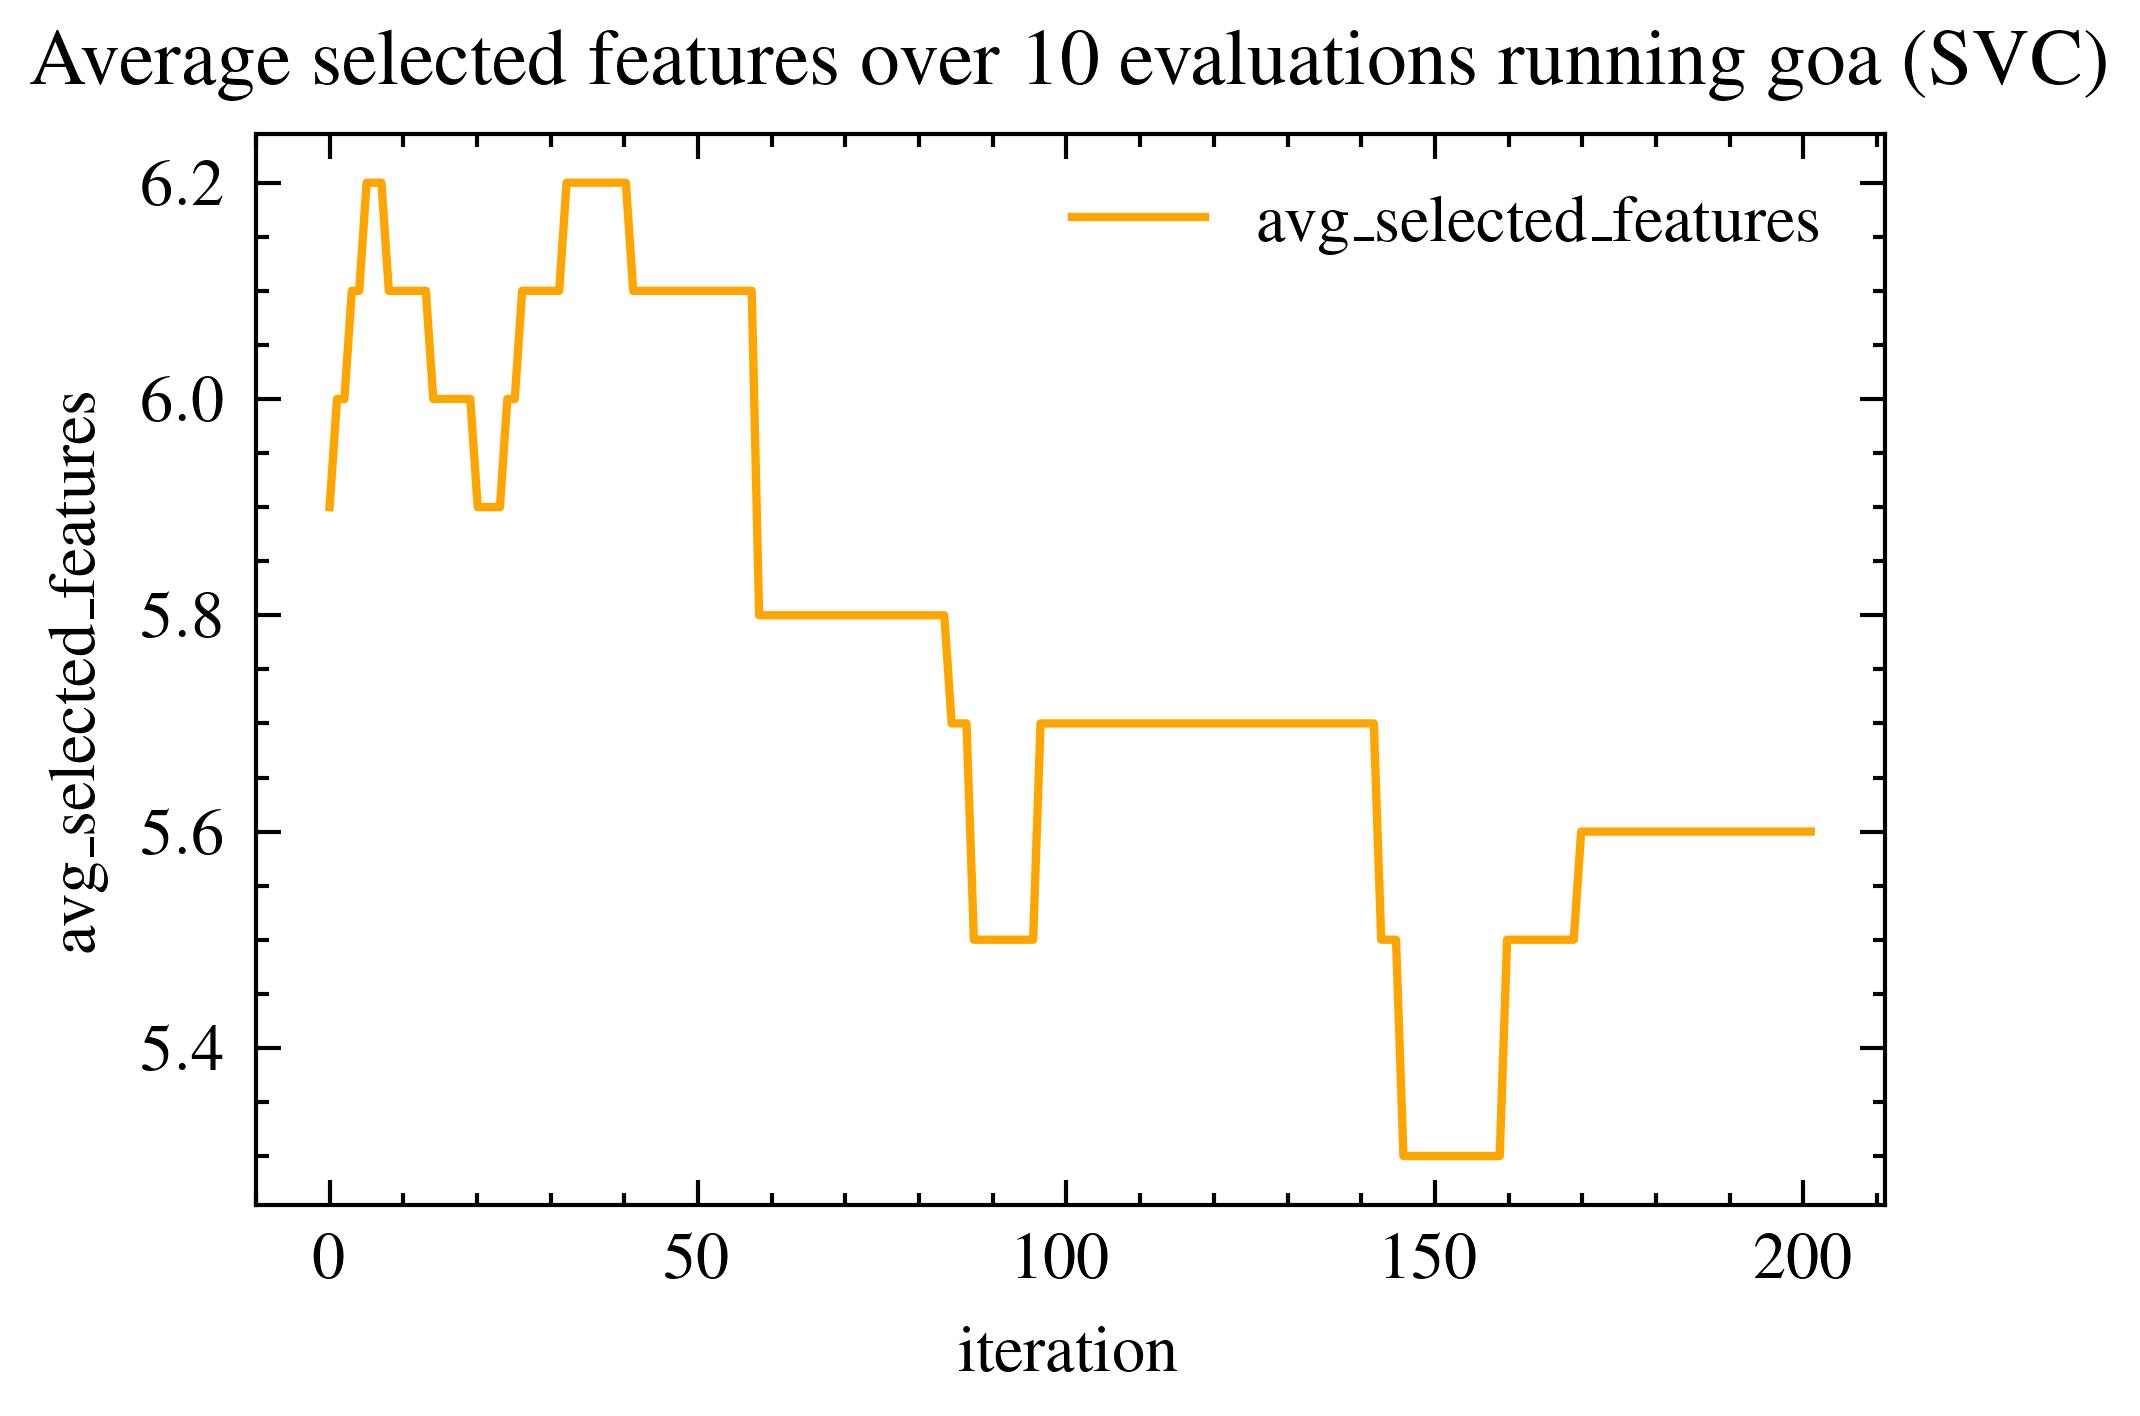 Average selected features over 10 evaluations running goa (SVC)
avg_selected_features
avg_selected_features
6.2
6.0
5.8
5.6
5.4
0 50 100 150 200
iteration